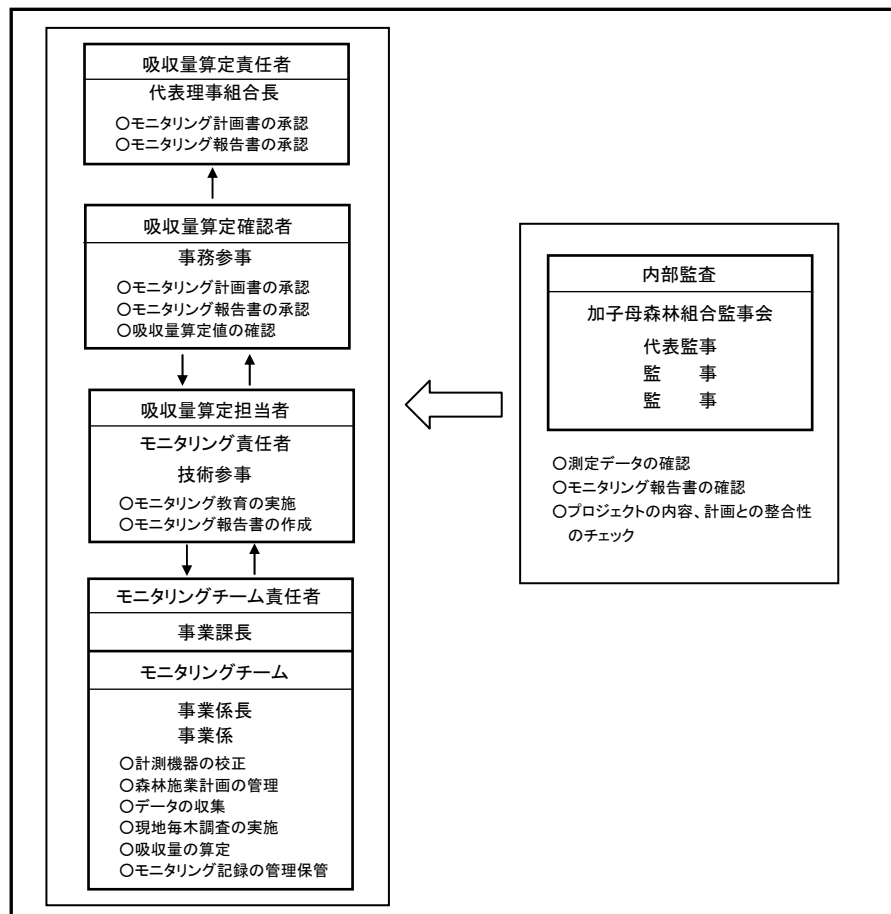 吸収量算定責任者
代表理事組合長
○モニタリング計画書の承認
○モニタリング報告書の承認
吸収量算定確認者
事務参事
○モニタリング計画書の承認
○モニタリング報告書の承認
○吸収量算定値の確認
吸収量算定担当者
モニタリング責任者
技術参事
○モニタリング教育の実施
○モニタリング報告書の作成
モニタリングチーム責任者
事業課長
モニタリングチーム
事業係長
事業係
○計測機器の校正
○森林施業計画の管理
○データの収集
○現地毎木調査の実施
○吸収量の算定
○モニタリング記録の管理保管
内部監査
加子母森林組合監事会
代表監事
監　　事
監　　事
○測定データの確認
○モニタリング報告書の確認
○プロジェクトの内容、計画との整合性
のチェック